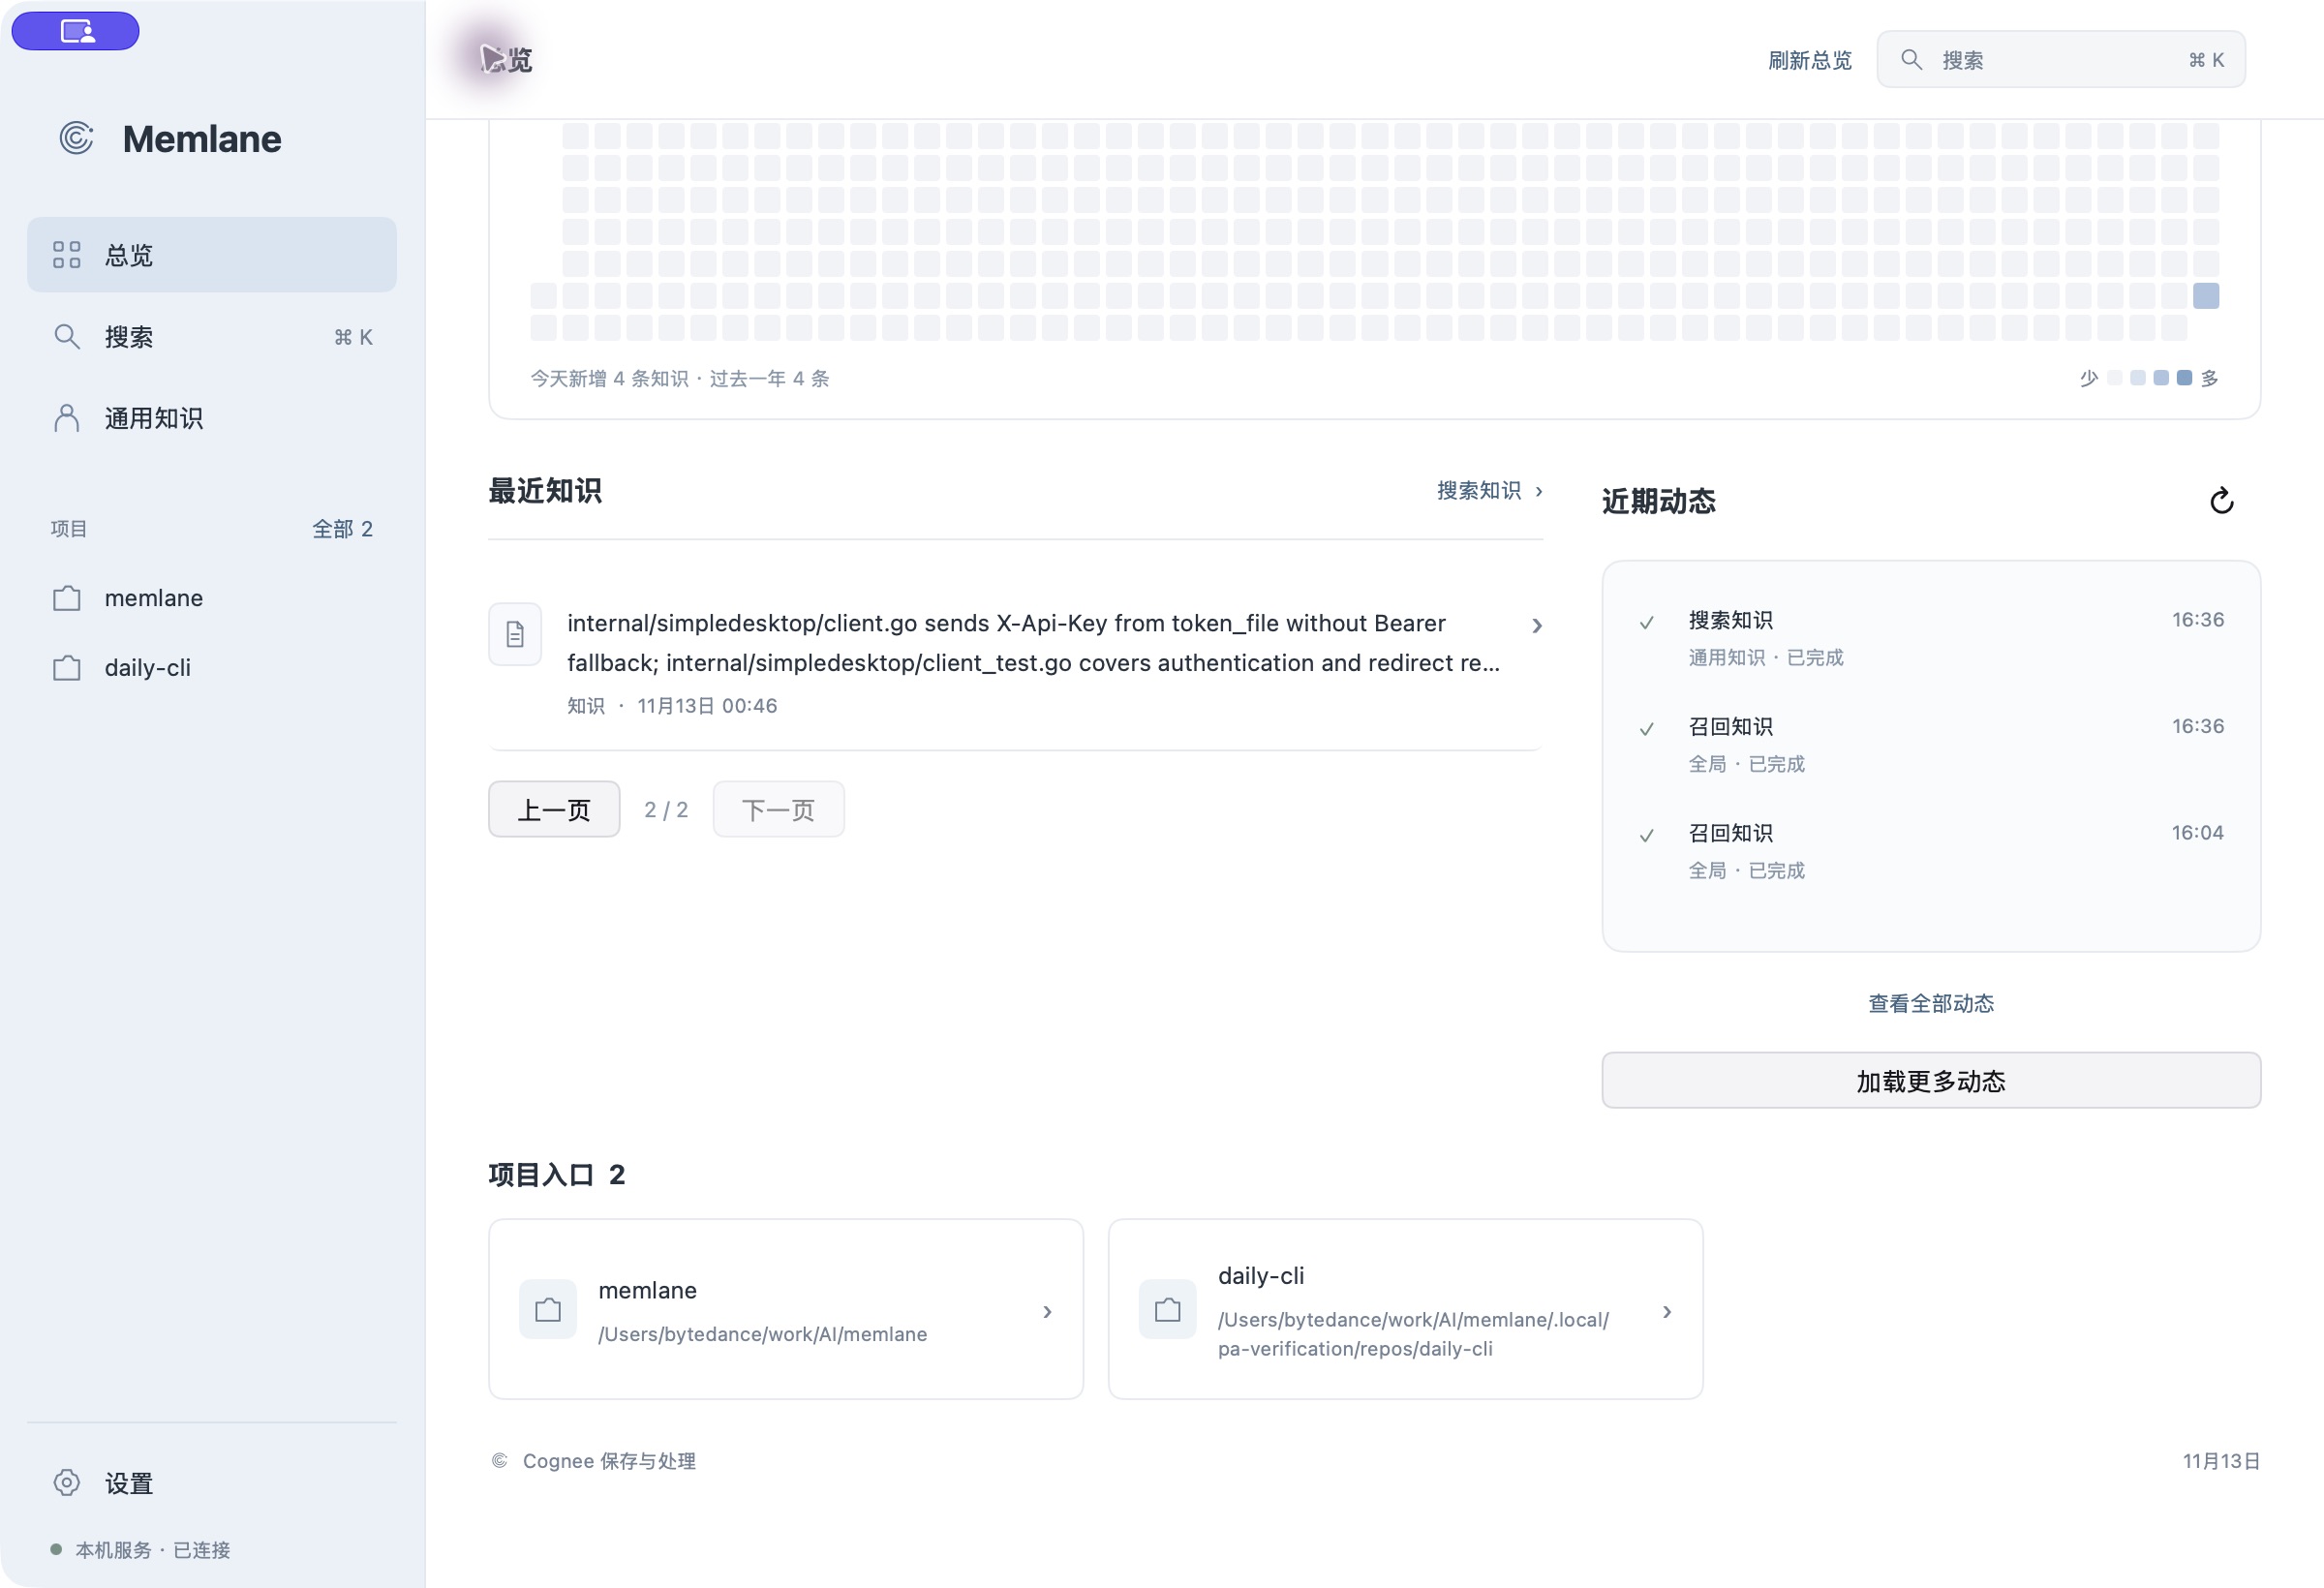 Memlane
总览
搜索 ⌘ K
通用知识
项目 全部 2
memlane
daily-cli
设置
本机服务 · 已连接
览
刷新总览
搜索 ⌘ K
今天新增 4 条知识 · 过去一年 4 条
少 多
最近知识
搜索知识 ›
internal/simpledesktop/client.go sends X-Api-Key from token_file without Bearer
fallback; internal/simpledesktop/client_test.go covers authentication and redirect re...
知识 · 11月13日 00:46
上一页 2 / 2 下一页
近期动态
搜索知识 16:36
通用知识 · 已完成
召回知识 16:36
全局 · 已完成
召回知识 16:04
全局 · 已完成
查看全部动态
加载更多动态
项目入口 2
memlane
/Users/bytedance/work/AI/memlane
daily-cli
/Users/bytedance/work/AI/memlane/.local/
pa-verification/repos/daily-cli
Cognee 保存与处理
11月13日